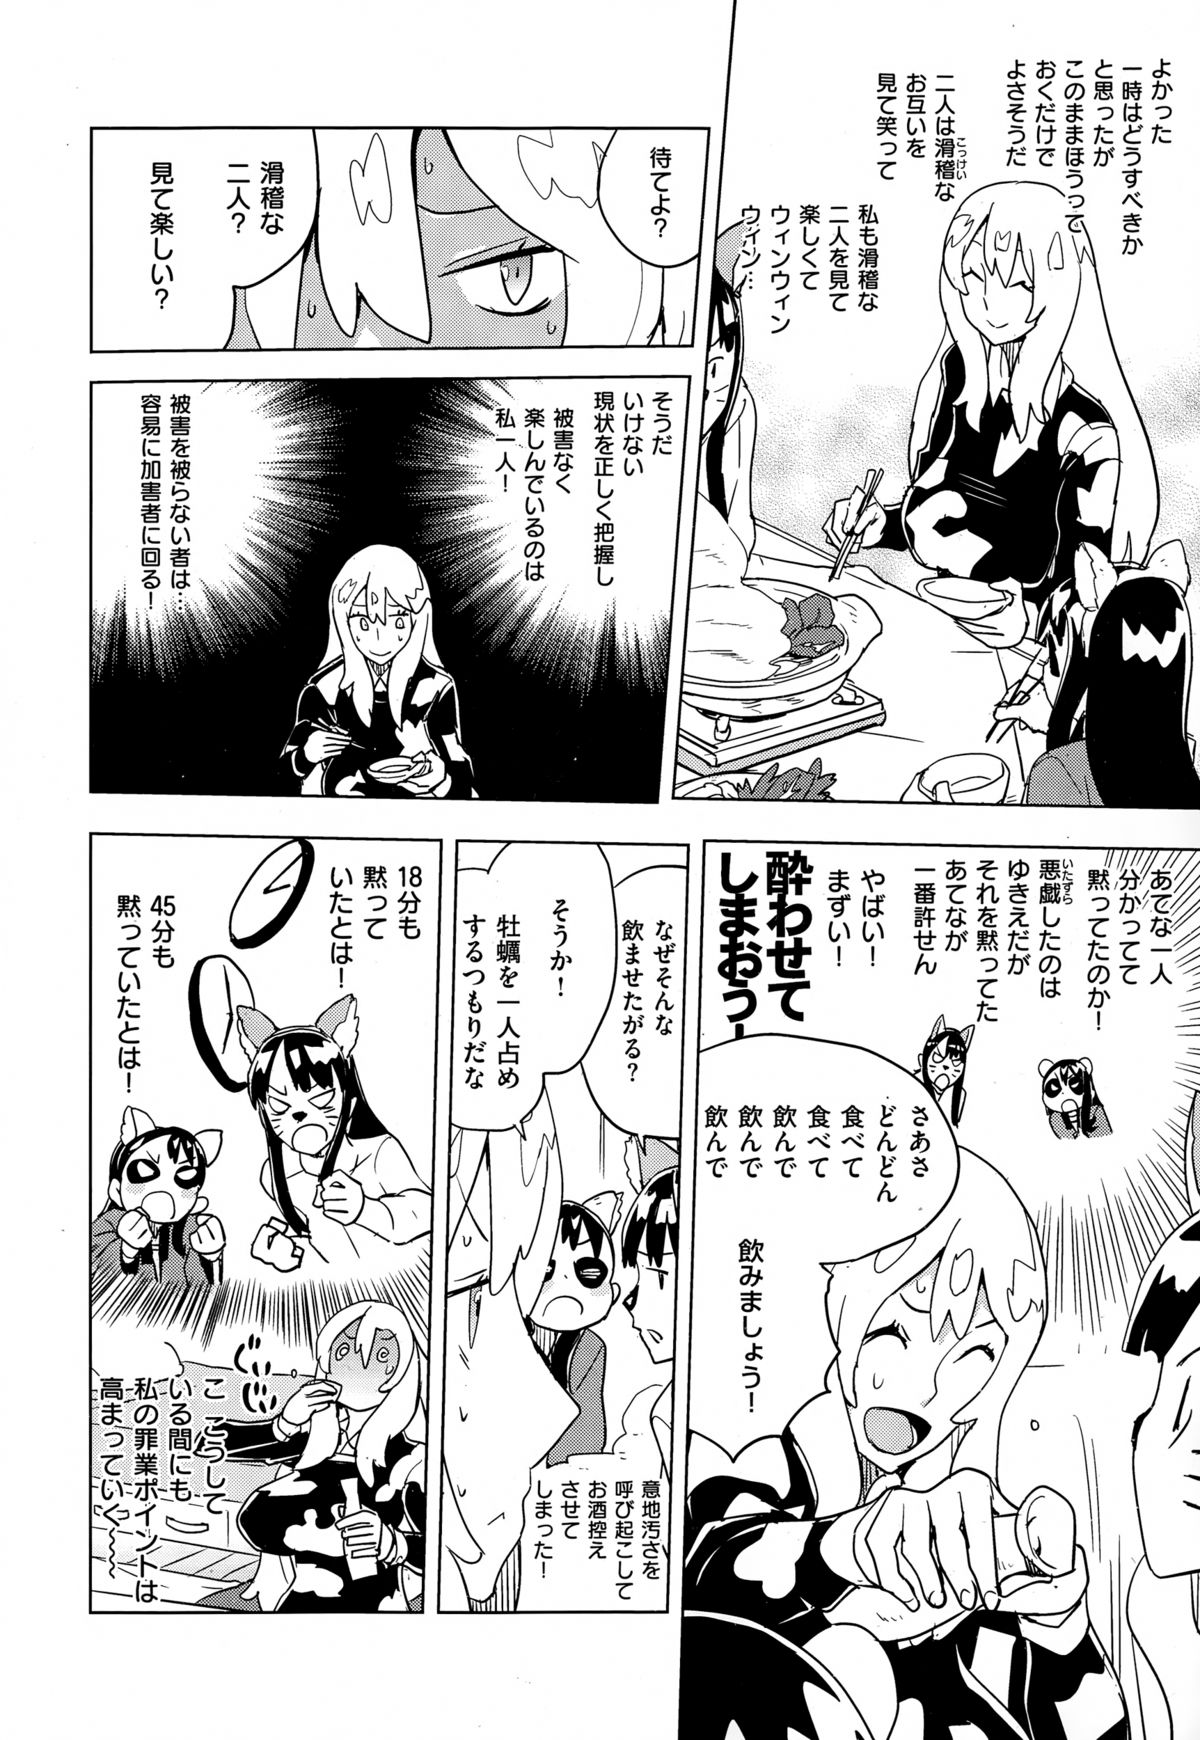 よかった
一時はどうすべきか
と思ったが
このままほうって
おくだけで
よさそうだ
二人は滑稽な
こっけい
お互いを
見て笑って
私も滑稽な
二人を見て
楽しくて
ウィンウィン
ウィン…
待てよ?
滑稽な
二人?
見て楽しい?
そうだ
いけない
現状を正しく把握し
被害なく
楽しんでいるのは
私一人!
被害を被らない者は…
容易に加害者に回る!
あてな一人
分かってて
黙ってたのか!
悪戯したのは
いたずら
ゆきえだが
それを黙ってた
あてなが
一番許せん
やばい!
まずい!
酔わせて
しまおう!
さあさ
どんどん
食べて
食べて
飲んで
飲んで
飲んで
飲みましょう!
なぜそんな
飲ませたがる?
そうか!
牡蠣を一人占め
するつもりだな
意地汚さを
呼び起こして
お酒控え
させて
しまった!
18分も
黙って
いたとは!
45分も
黙っていたとは!
こ こうして
いる間にも
私の罪業ポイントは
高まっていく〜〜